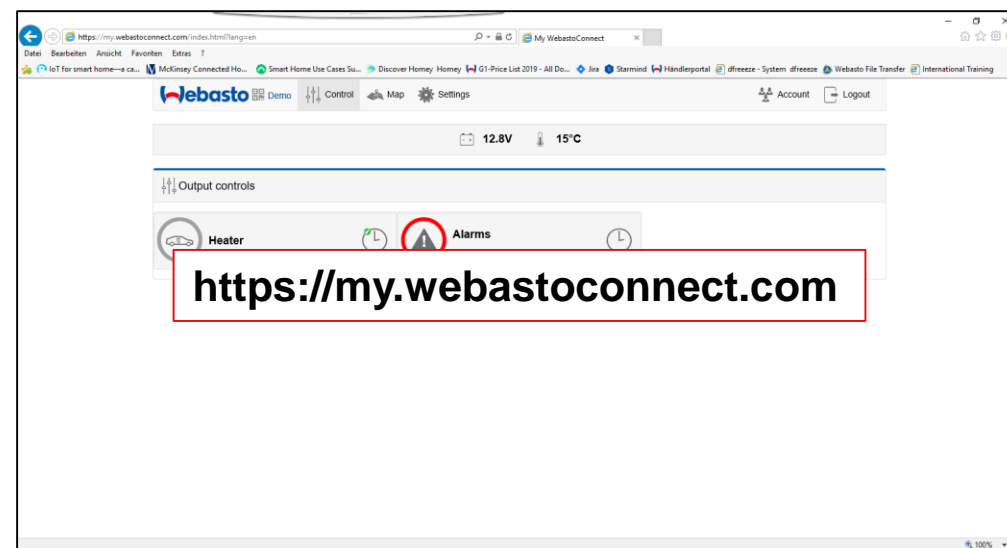 https://my.webastoconnect.com/index.html?lang=en
My WebastoConnect
Datei Bearbeiten Ansicht Favoriten Extras ?
IoT for smart home—a ca... McKinsey Connected Ho... Smart Home Use Cases Su... Discover Homey Homey G1-Price List 2019 - All Do... Jira Starmind Händlerportal dfreeze - System dfreeze Webasto File Transfer International Training
Webasto Demo Control Map Settings Account Logout
12.8V 15°C
Output controls
Heater Alarms
https://my.webastoconnect.com
100%